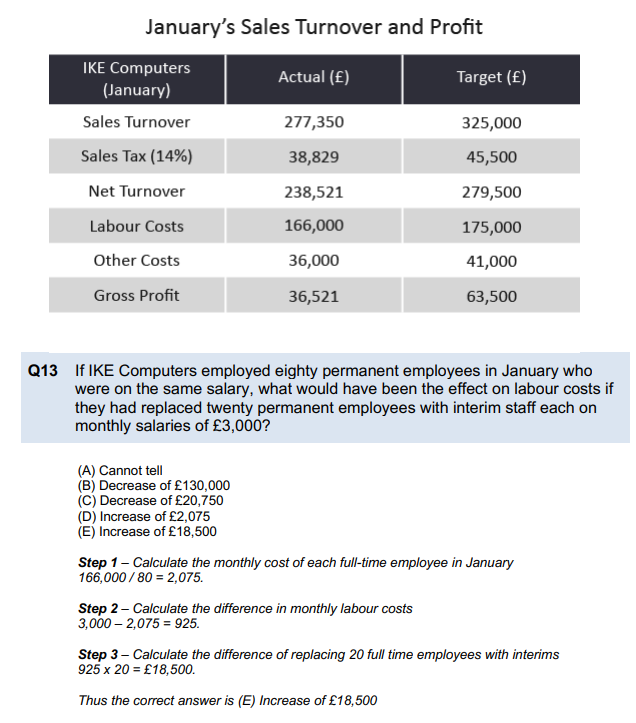 January’s Sales Turnover and Profit
IKE Computers (January) Actual (£) Target (£)
Sales Turnover 277,350 325,000
Sales Tax (14%) 38,829 45,500
Net Turnover 238,521 279,500
Labour Costs 166,000 175,000
Other Costs 36,000 41,000
Gross Profit 36,521 63,500
Q13 If IKE Computers employed eighty permanent employees in January who
were on the same salary, what would have been the effect on labour costs if
they had replaced twenty permanent employees with interim staff each on
monthly salaries of £3,000?
(A) Cannot tell
(B) Decrease of £130,000
(C) Decrease of £20,750
(D) Increase of £2,075
(E) Increase of £18,500
Step 1 – Calculate the monthly cost of each full-time employee in January
166,000 / 80 = 2,075.
Step 2 – Calculate the difference in monthly labour costs
3,000 – 2,075 = 925.
Step 3 – Calculate the difference of replacing 20 full time employees with interims
925 x 20 = £18,500.
Thus the correct answer is (E) Increase of £18,500